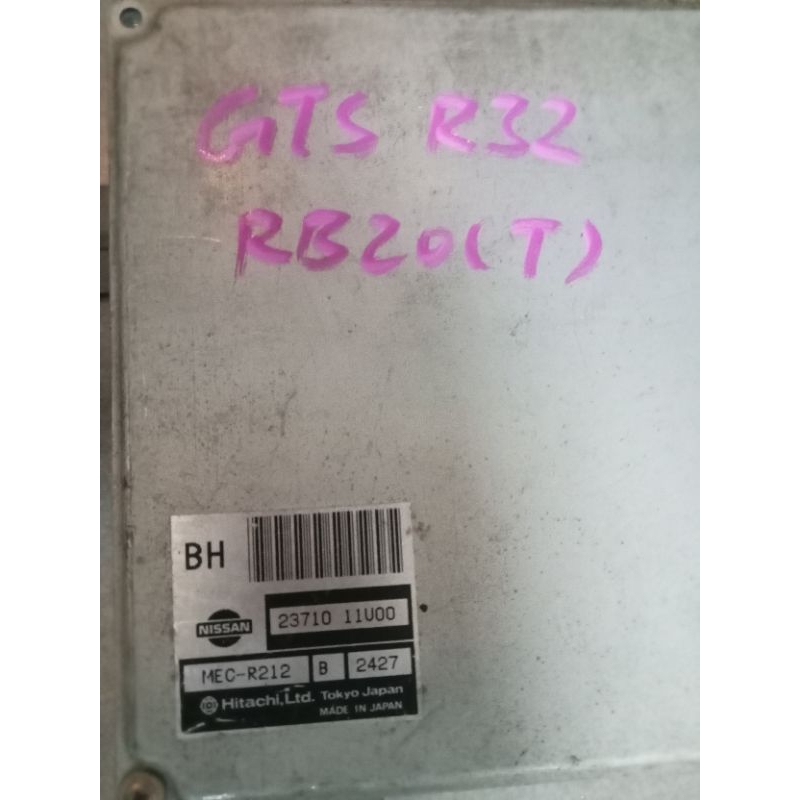 GTS R32
RB20(T)
BH
NISSAN 23710 11U00
MEC-R212 B 2427
Hitachi, Ltd. Tokyo Japan
MADE IN JAPAN